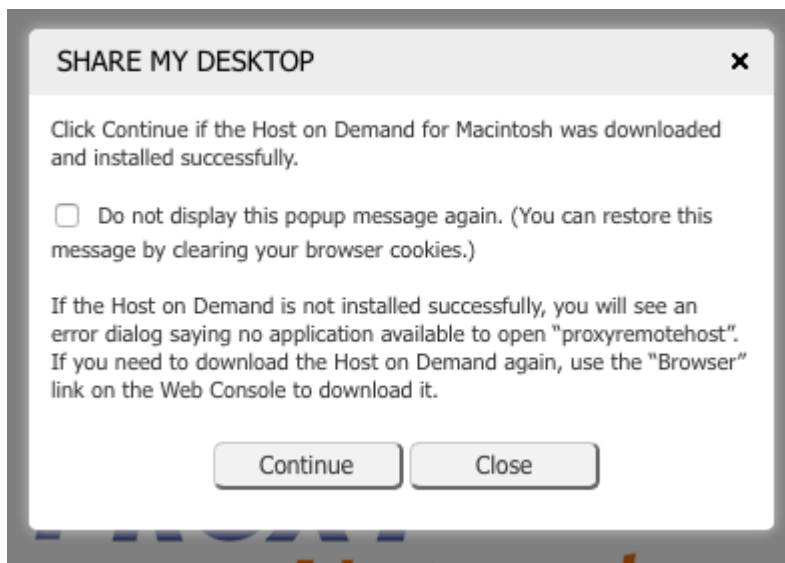 SHARE MY DESKTOP
Click Continue if the Host on Demand for Macintosh was downloaded
and installed successfully.
Do not display this popup message again. (You can restore this
message by clearing your browser cookies.)
If the Host on Demand is not installed successfully, you will see an
error dialog saying no application available to open “proxyremotehost”.
If you need to download the Host on Demand again, use the “Browser”
link on the Web Console to download it.
Continue Close